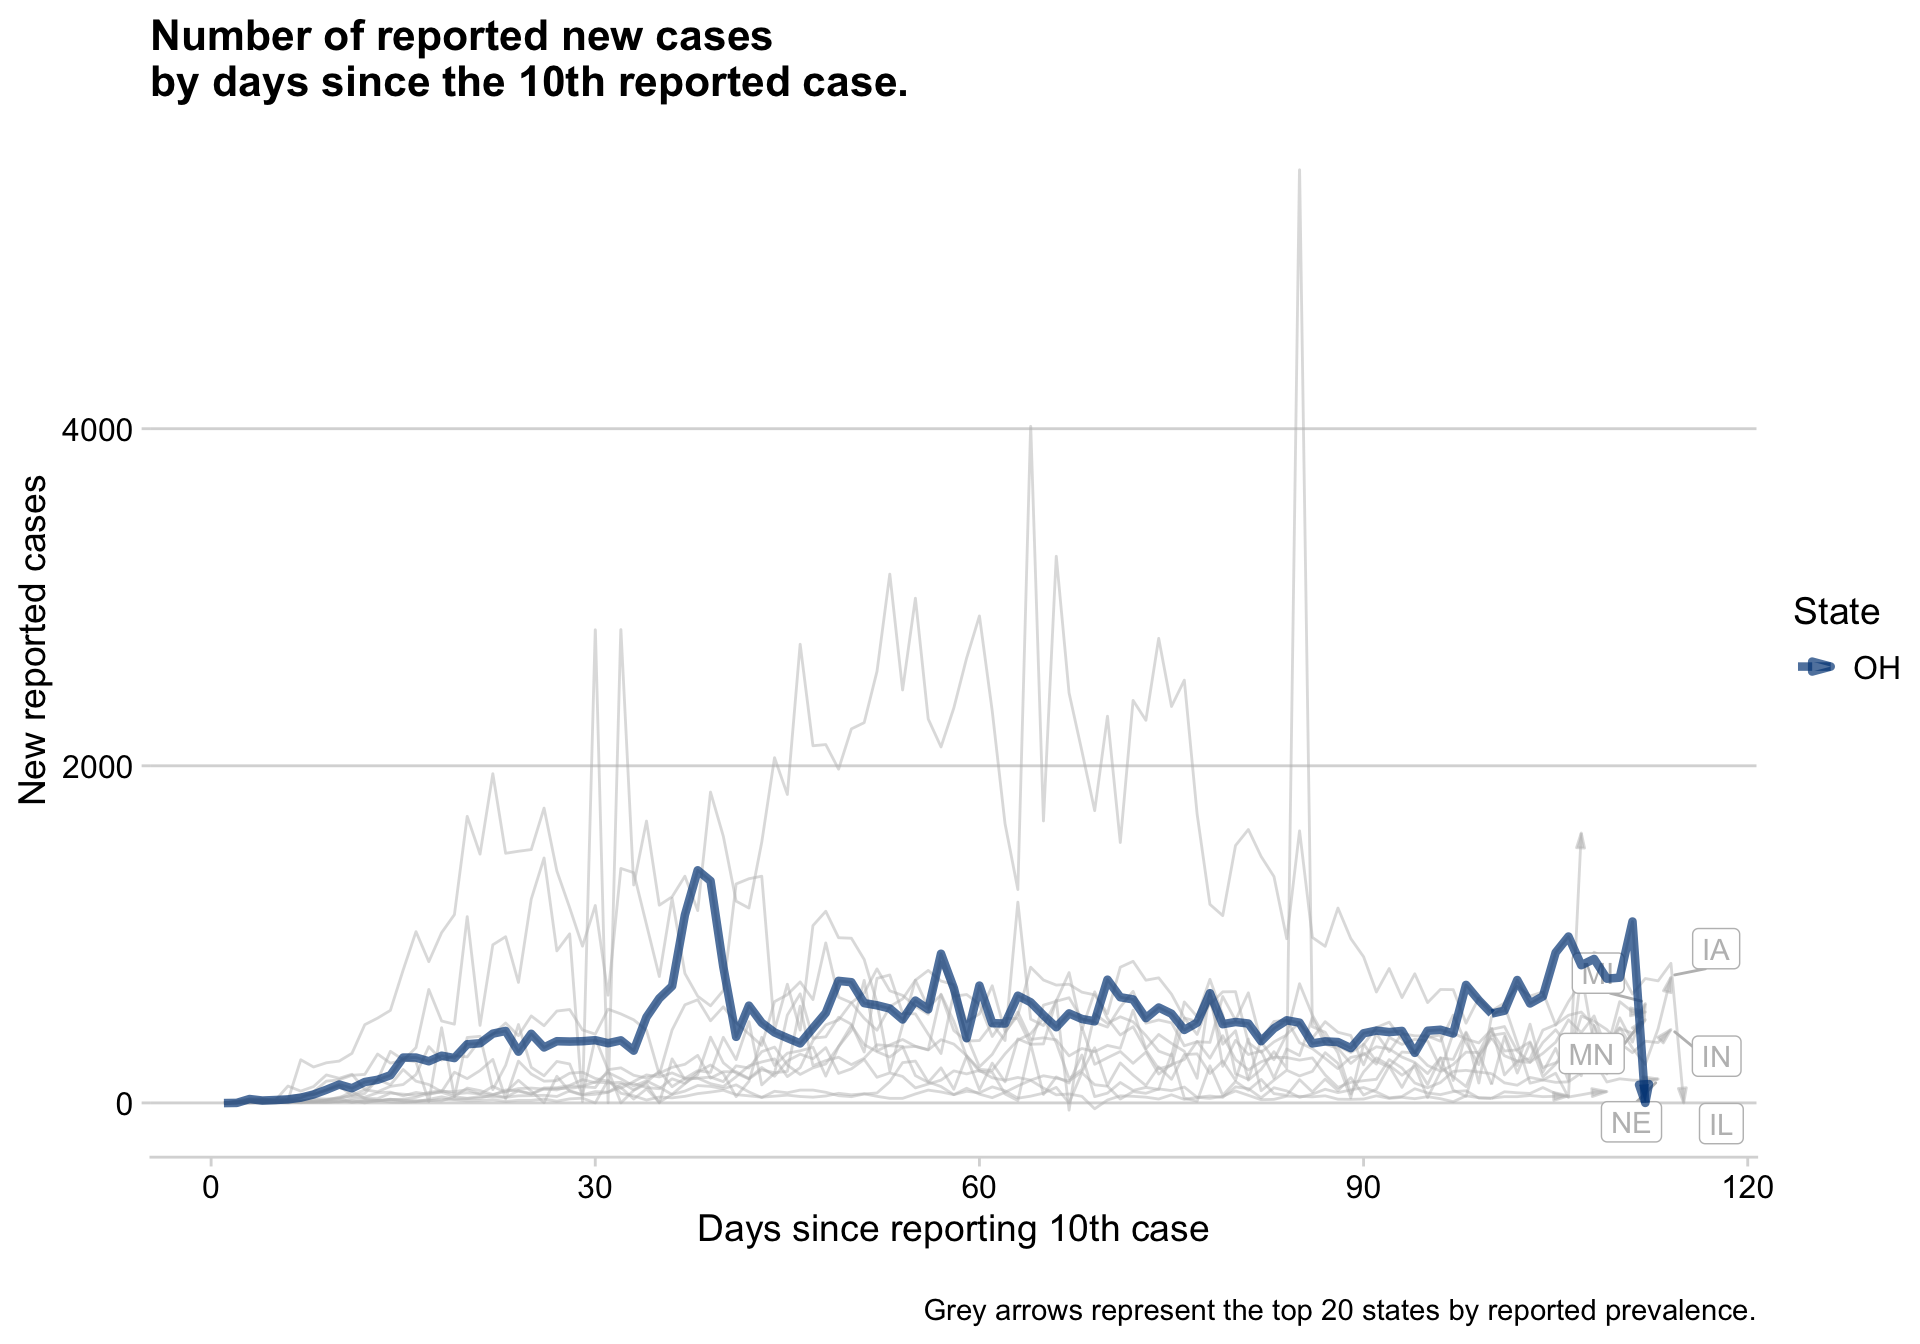 Number of reported new cases
by days since the 10th reported case.
New reported cases
4000
2000
0
IA
MN
IN
NE
IL
0
30
60
90
120
Days since reporting 10th case
State
OH
Grey arrows represent the top 20 states by reported prevalence.